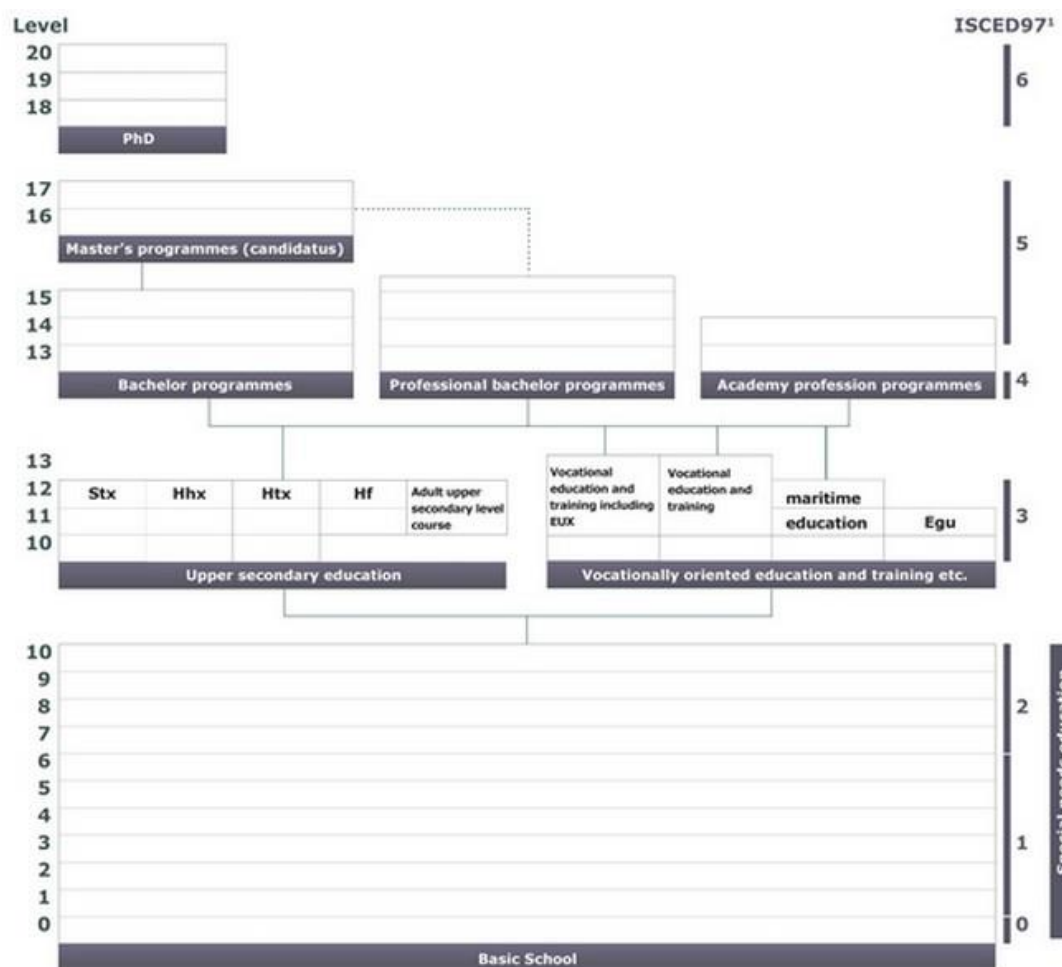 Level
ISCED97¹
20
19
18
6
PhD
17
16
Master's programmes (candidatus)
5
15
14
13
Bachelor programmes
Professional bachelor programmes
Academy profession programmes
4
13
12
11
10
Stx
Hhx
Htx
Hf
Adult upper
secondary level
course
Vocational
education and
training including
EUX
Vocational
education and
training
maritime
education
Egu
3
Upper secondary education
Vocationally oriented education and training etc.
10
9
8
7
6
5
4
3
2
1
0
2
1
0
Basic School